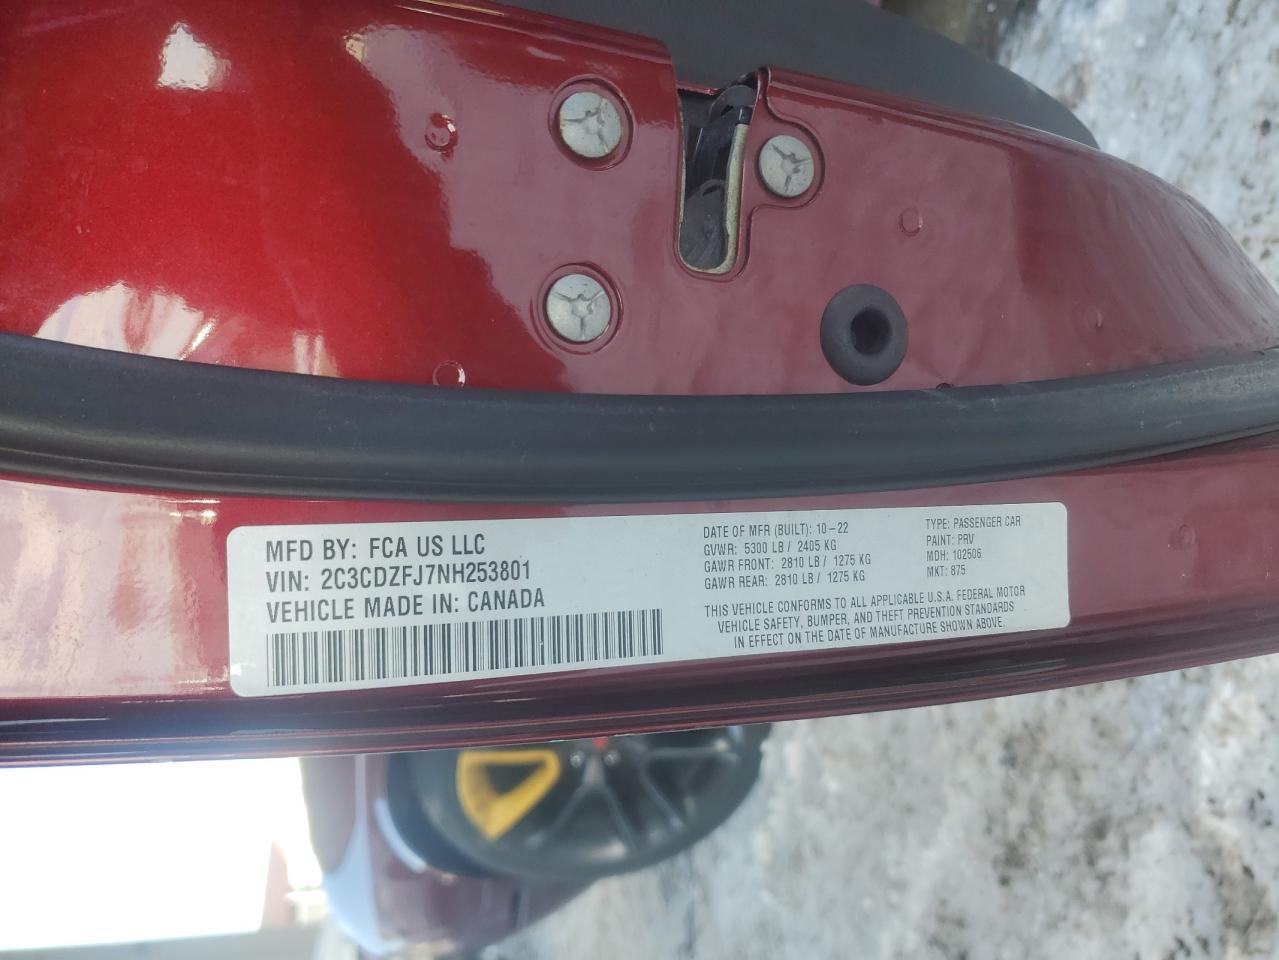 MFD BY: FCA US LLC
VIN: 2C3CDZFJ7NH253801
VEHICLE MADE IN: CANADA
DATE OF MFR (BUILT): 10-22
GVWR: 5300 LB / 2405 KG
GAWR FRONT: 2810 LB / 1275 KG
GAWR REAR: 2810 LB / 1275 KG
TYPE: PASSENGER CAR
PAINT: PRV
MDH: 102506
MKT: 875
THIS VEHICLE CONFORMS TO ALL APPLICABLE U.S.A. FEDERAL MOTOR
VEHICLE SAFETY, BUMPER, AND THEFT PREVENTION STANDARDS
IN EFFECT ON THE DATE OF MANUFACTURE SHOWN ABOVE.